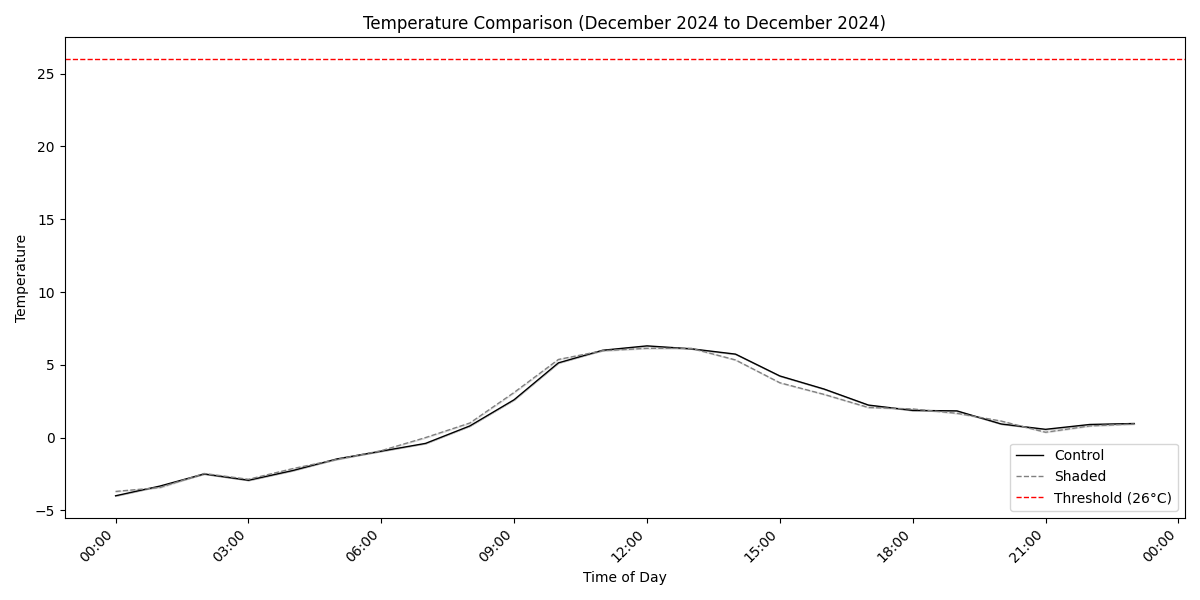 Temperature Comparison (December 2024 to December 2024)
25
20
15
10
5
0
−5
Temperature
Control
Shaded
Threshold (26°C)
00:00
03:00
06:00
09:00
12:00
15:00
18:00
21:00
00:00
Time of Day